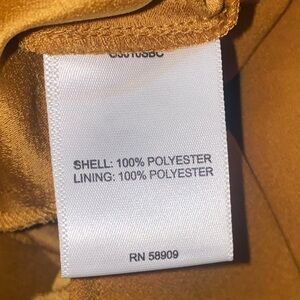 SHELL: 100% POLYESTER
LINING: 100% POLYESTER
RN 58909